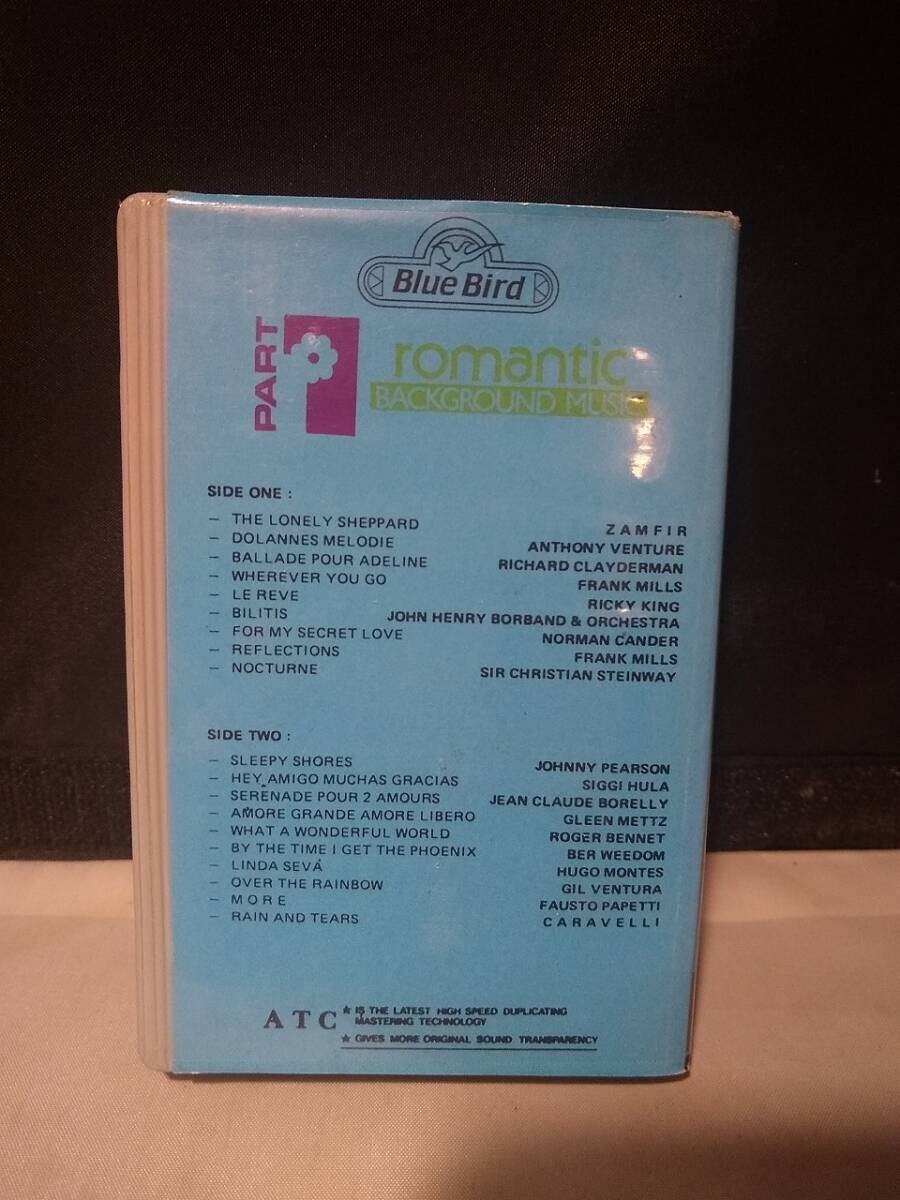 Blue Bird
PART 1
romantic
BACKGROUND MUSIC
SIDE ONE :
– THE LONELY SHEPPARD ZAMFIR
– DOLANNES MELODIE ANTHONY VENTURE
– BALLADE POUR ADELINE RICHARD CLAYDERMAN
– WHEREVER YOU GO FRANK MILLS
– LE REVE RICKY KING
– BILITIS JOHN HENRY BORBAND & ORCHESTRA
– FOR MY SECRET LOVE NORMAN CANDER
– REFLECTIONS FRANK MILLS
– NOCTURNE SIR CHRISTIAN STEINWAY
SIDE TWO :
– SLEEPY SHORES JOHNNY PEARSON
– HEY AMIGO MUCHAS GRACIAS SIGGI HULA
– SERENADE POUR 2 AMOURS JEAN CLAUDE BORELLY
– AMORE GRANDE AMORE LIBERO GLEEN METTZ
– WHAT A WONDERFUL WORLD ROGER BENNET
– BY THE TIME I GET THE PHOENIX BER WEEDOM
– LINDA SEVÁ HUGO MONTES
– OVER THE RAINBOW GIL VENTURA
– MORE FAUSTO PAPETTI
– RAIN AND TEARS CARAVELLI
ATC * IS THE LATEST HIGH SPEED DUPLICATING
MASTERING TECHNOLOGY
* GIVES MORE ORIGINAL SOUND TRANSPARENCY